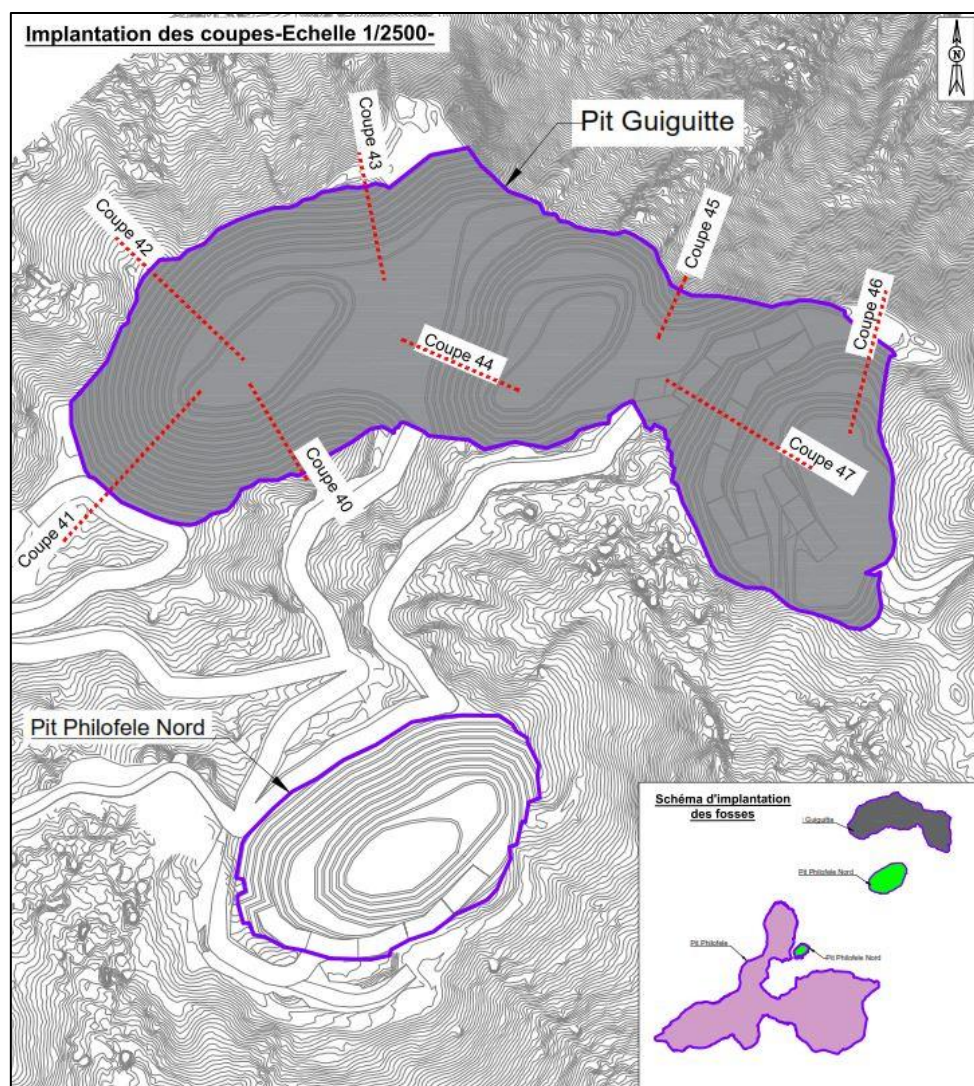 Implantation des coupes-Echelle 1/2500-
N
Pit Guiguitte
Coupe 43
Coupe 42
Coupe 45
Coupe 46
Coupe 44
Coupe 47
Coupe 40
Coupe 41
Pit Philofele Nord
Schéma d'implantation
des fosses
Guiguitte
Pit Philofele Nord
Pit Philofele
Pit Philofele Nord